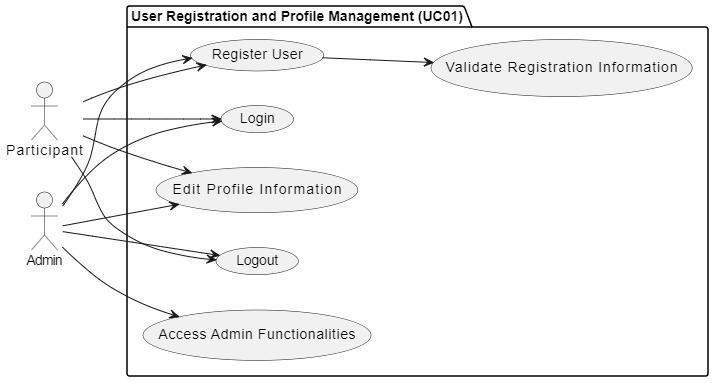 User Registration and Profile Management (UC01)
Register User
Validate Registration Information
Login
Participant
Edit Profile Information
Admin
Logout
Access Admin Functionalities